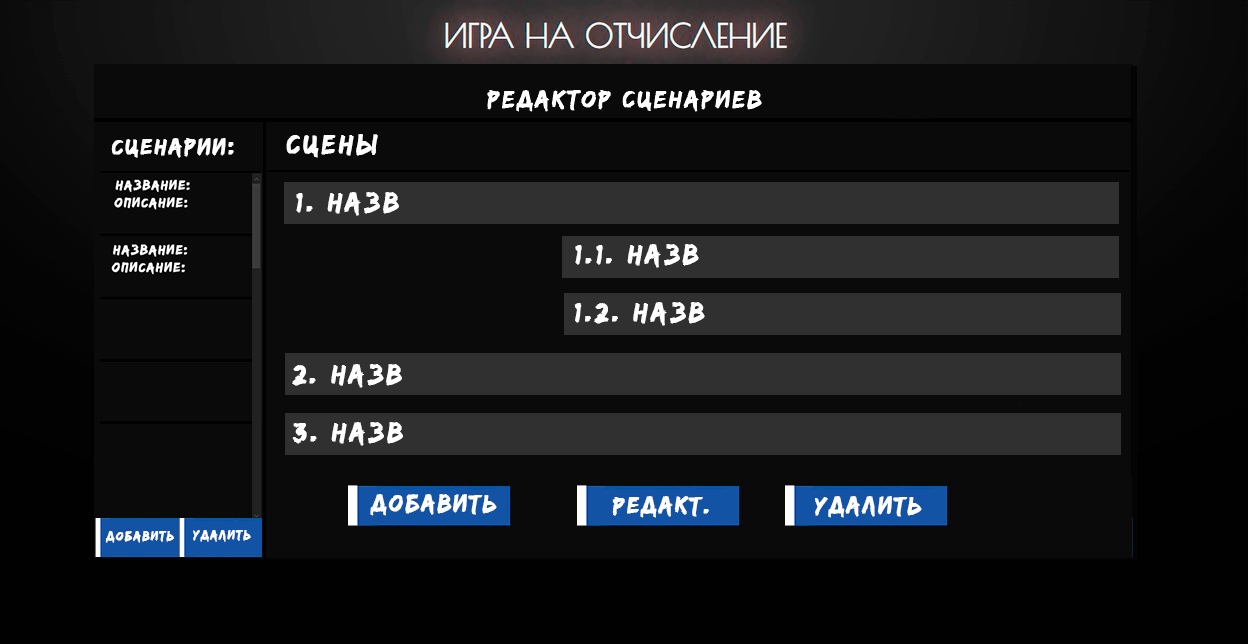 ИГРА НА ОТЧИСЛЕНИЕ
РЕДАКТОР СЦЕНАРИЕВ
СЦЕНАРИИ:
НАЗВАНИЕ:
ОПИСАНИЕ:
НАЗВАНИЕ:
ОПИСАНИЕ:
ДОБАВИТЬ УДАЛИТЬ
СЦЕНЫ
1. НАЗВ
1.1. НАЗВ
1.2. НАЗВ
2. НАЗВ
3. НАЗВ
ДОБАВИТЬ РЕДАКТ. УДАЛИТЬ